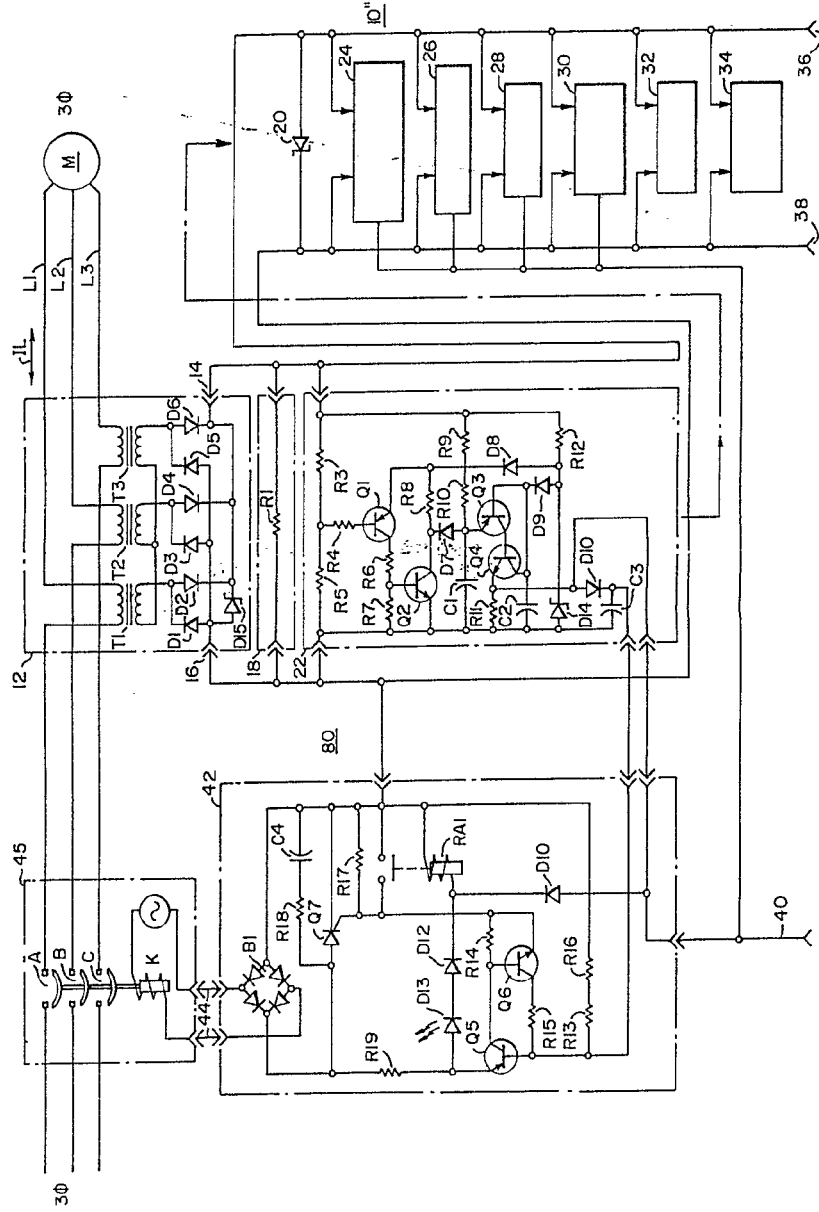 45
3Φ
A
B
C
K
44
12
T1
T2
T3
D1
D2
D3
D4
D5
D6
D15
16
14
IL
L1
L2
L3
M
3Φ
18
R1
22
R3
R4
R5
Q1
R6
R7
Q2
R8
R9
R10
D7
C1
Q3
Q4
D8
D9
R11
C2
R12
D14
D10
C3
80
42
B1
C4
R18
Q7
R17
RA1
R19
D13
D12
D10
R14
Q5
Q6
R15
R13
R16
40
10"
20
24
26
28
30
32
34
36
38